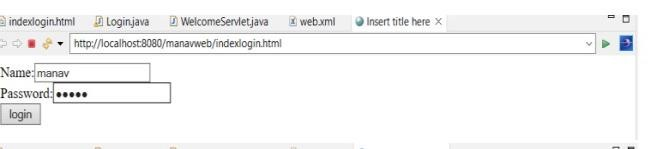 indexlogin.html Login.java WelcomeServlet.java web.xml Insert title here
http://localhost:8080/manavweb/indexlogin.html
Name: manav
Password: •••••
login